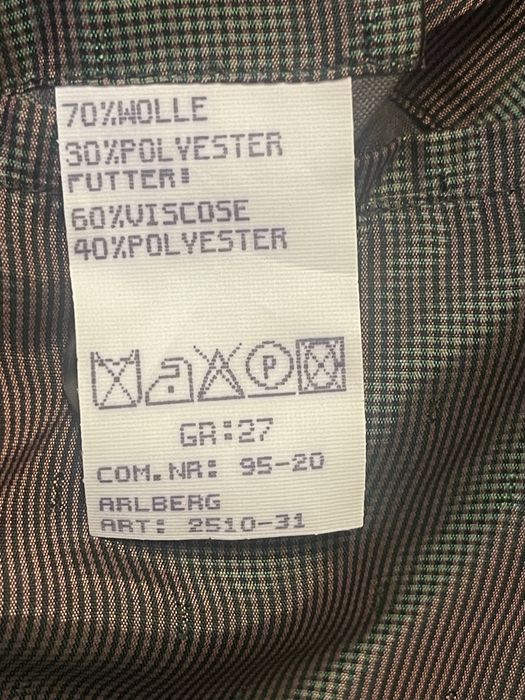 70%WOLLE
30%POLYESTER
FUTTER:
60%VISCOSE
40%POLYESTER
P
GR:27
COM.NR: 95-20
ARLBERG
ART: 2510-31